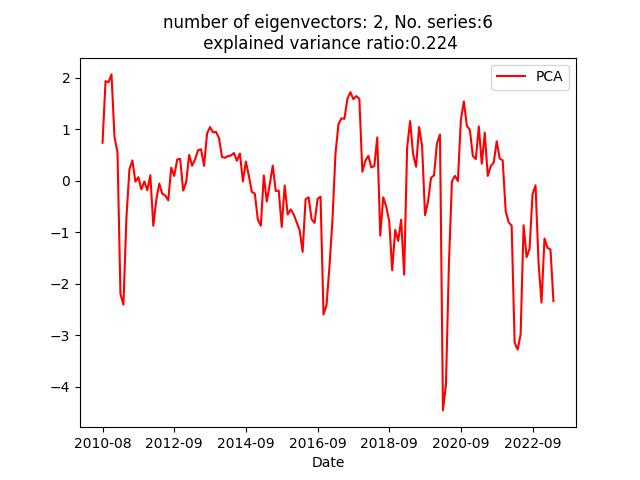 number of eigenvectors: 2, No. series:6
explained variance ratio:0.224
PCA
2
1
0
−1
−2
−3
−4
2010-08 2012-09 2014-09 2016-09 2018-09 2020-09 2022-09
Date